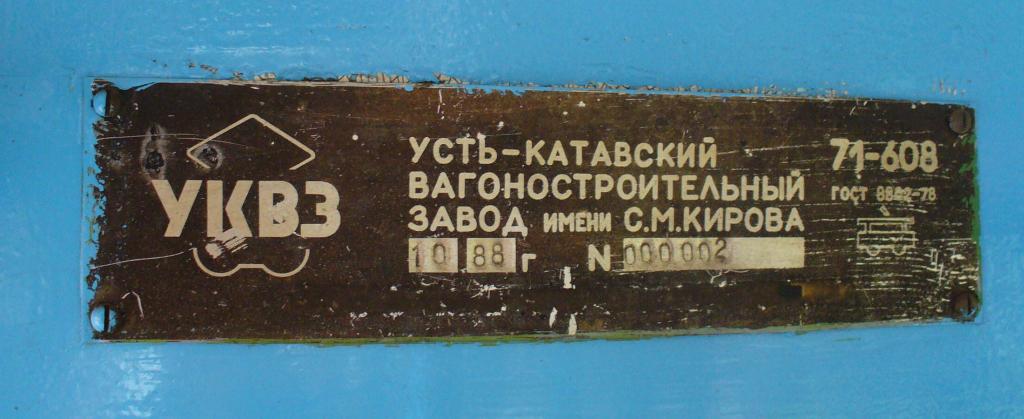 УКВЗ
УСТЬ-КАТАВСКИЙ
ВАГОНОСТРОИТЕЛЬНЫЙ
ЗАВОД ИМЕНИ С.М.КИРОВА
10 88 г N 000002
71-608
ГОСТ 8802-78